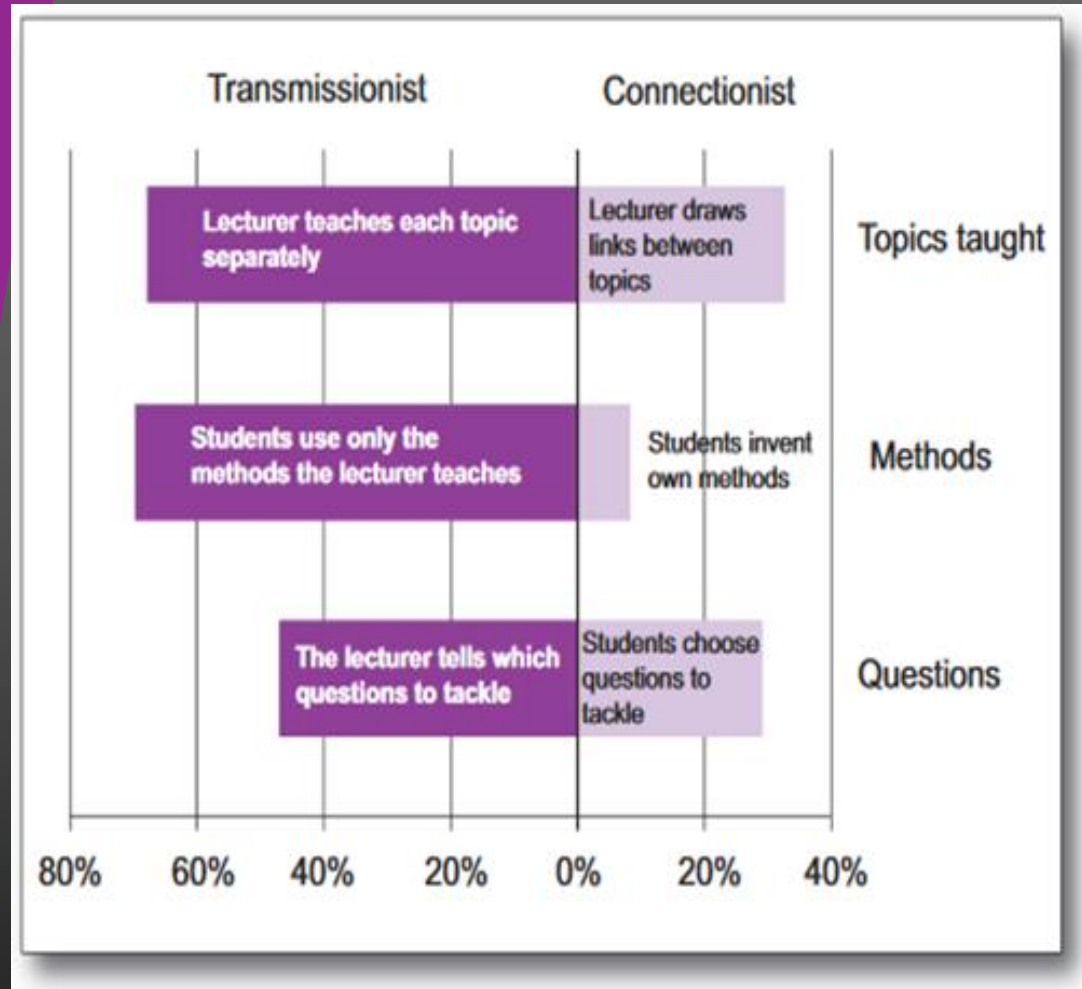 Transmissionist
Connectionist
Lecturer teaches each topic
separately
Lecturer draws
links between
topics
Topics taught
Students use only the
methods the lecturer teaches
Students invent
own methods
Methods
The lecturer tells which
questions to tackle
Students choose
questions to
tackle
Questions
80% 60% 40% 20% 0% 20% 40%